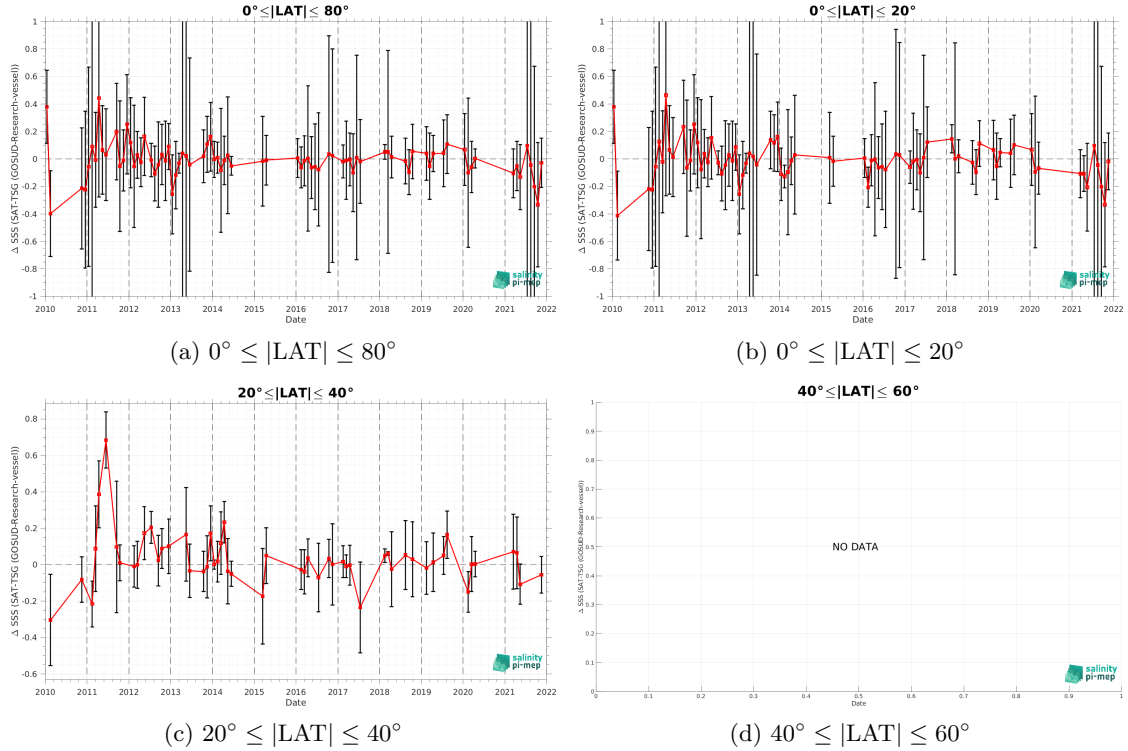 0°≤|LAT|≤ 80°
Δ SSS (SAT-TSG (GOSUD-Research-vessel))
1
0.8
0.6
0.4
0.2
0
-0.2
-0.4
-0.6
-0.8
-1
2010 2011 2012 2013 2014 2015 2016 2017 2018 2019 2020 2021 2022
Date
salinity
pi-mep
(a) 0° ≤ |LAT| ≤ 80°
0°≤|LAT|≤ 20°
Δ SSS (SAT-TSG (GOSUD-Research-vessel))
1
0.8
0.6
0.4
0.2
0
-0.2
-0.4
-0.6
-0.8
-1
2010 2011 2012 2013 2014 2015 2016 2017 2018 2019 2020 2021 2022
Date
salinity
pi-mep
(b) 0° ≤ |LAT| ≤ 20°
20°≤|LAT|≤ 40°
Δ SSS (SAT-TSG (GOSUD-Research-vessel))
0.8
0.6
0.4
0.2
0
-0.2
-0.4
-0.6
2010 2011 2012 2013 2014 2015 2016 2017 2018 2019 2020 2021 2022
Date
salinity
pi-mep
(c) 20° ≤ |LAT| ≤ 40°
40°≤|LAT|≤ 60°
Δ SSS (SAT-TSG (GOSUD-Research-vessel))
1
0.9
0.8
0.7
0.6
0.5
0.4
0.3
0.2
0.1
0
NO DATA
0 0.1 0.2 0.3 0.4 0.5 0.6 0.7 0.8 0.9 1
Date
salinity
pi-mep
(d) 40° ≤ |LAT| ≤ 60°